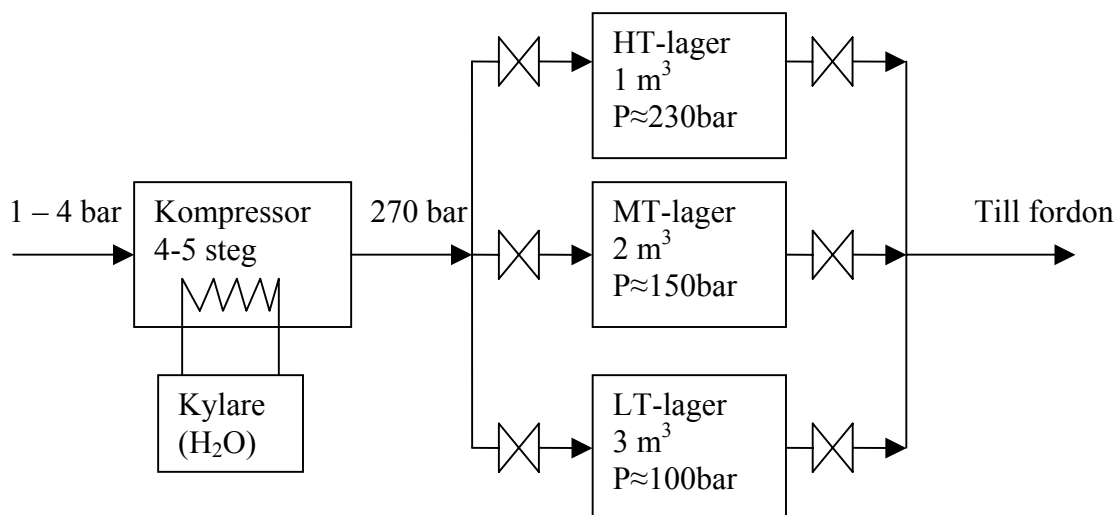 HT-lager
1 m³
P≈230bar
1 – 4 bar
Kompressor
4-5 steg
270 bar
MT-lager
2 m³
P≈150bar
Till fordon
Kylare
(H₂O)
LT-lager
3 m³
P≈100bar